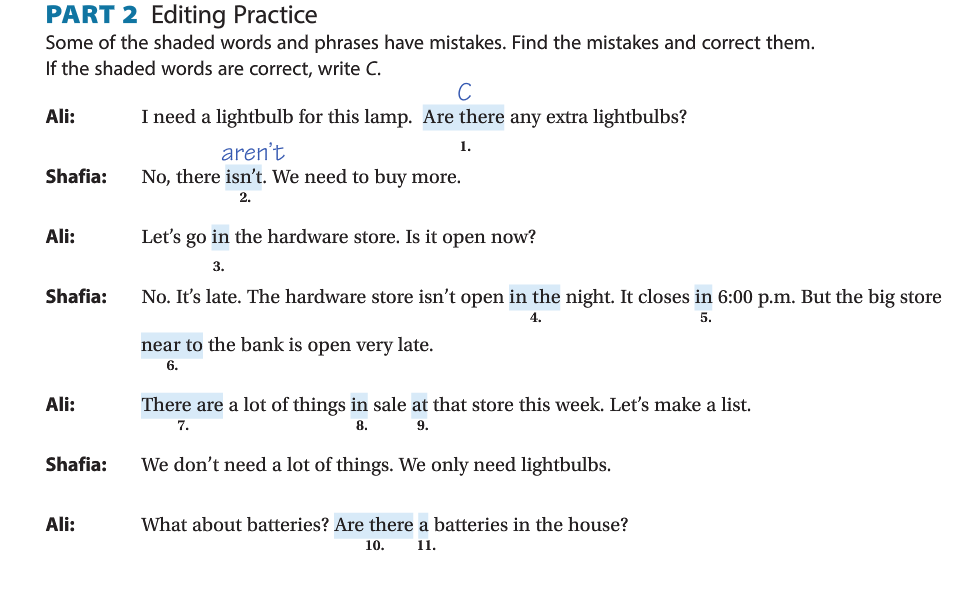 PART 2 Editing Practice
Some of the shaded words and phrases have mistakes. Find the mistakes and correct them.
If the shaded words are correct, write C.
C
Ali: I need a lightbulb for this lamp. Are there any extra lightbulbs?
1.
aren't
Shafia: No, there isn't. We need to buy more.
2.
Ali: Let's go in the hardware store. Is it open now?
3.
Shafia: No. It's late. The hardware store isn't open in the night. It closes in 6:00 p.m. But the big store
4. 5.
near to the bank is open very late.
6.
Ali: There are a lot of things in sale at that store this week. Let's make a list.
7. 8. 9.
Shafia: We don't need a lot of things. We only need lightbulbs.
Ali: What about batteries? Are there a batteries in the house?
10. 11.